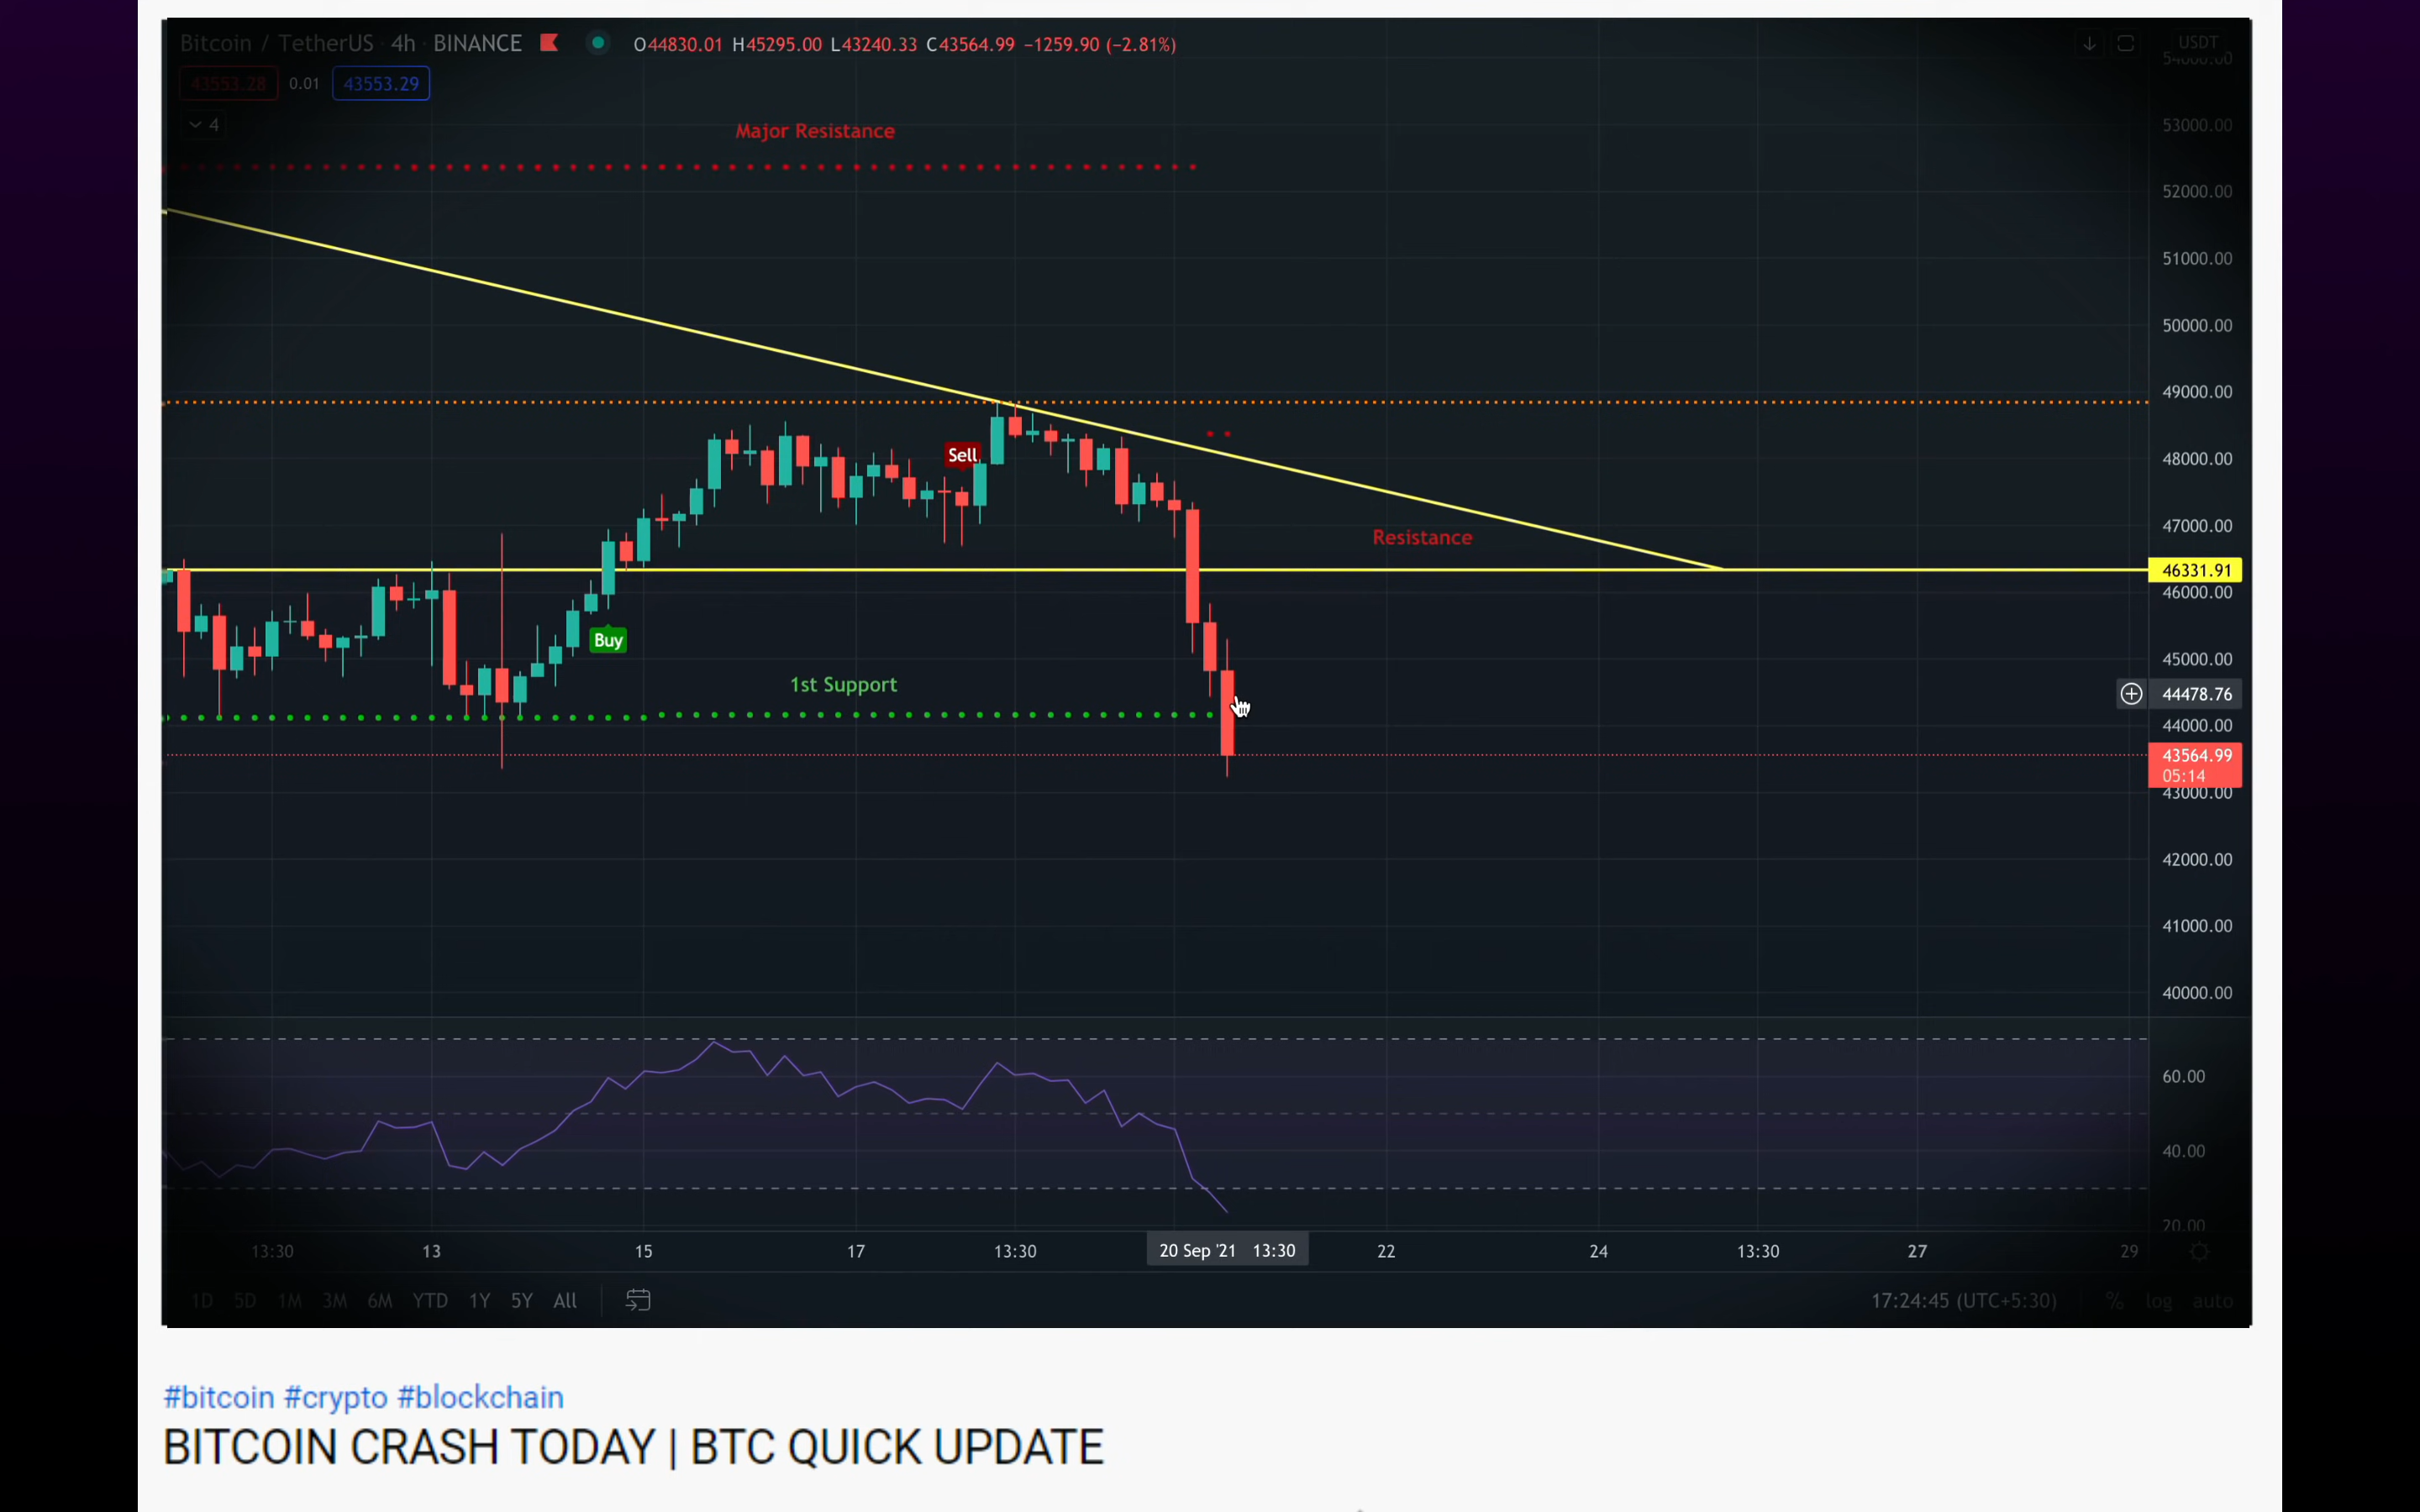 Bitcoin / TetherUS · 4h · BINANCE O44830.01 H45295.00 L43240.33 C43564.99 −1259.90 (−2.81%)
USDT
43553.28 0.01 43553.29
4
54000.00
Major Resistance
53000.00
52000.00
51000.00
50000.00
49000.00
Sell
48000.00
47000.00
Resistance
46331.91
46000.00
Buy
45000.00
1st Support
44478.76
44000.00
43564.99
05:14
43000.00
42000.00
41000.00
40000.00
60.00
40.00
20.00
13:30 13 15 17 13:30 20 Sep '21 13:30 22 24 13:30 27 29
1D 5D 1M 3M 6M YTD 1Y 5Y All 17:24:45 (UTC+5:30) % log auto
#bitcoin #crypto #blockchain
BITCOIN CRASH TODAY | BTC QUICK UPDATE